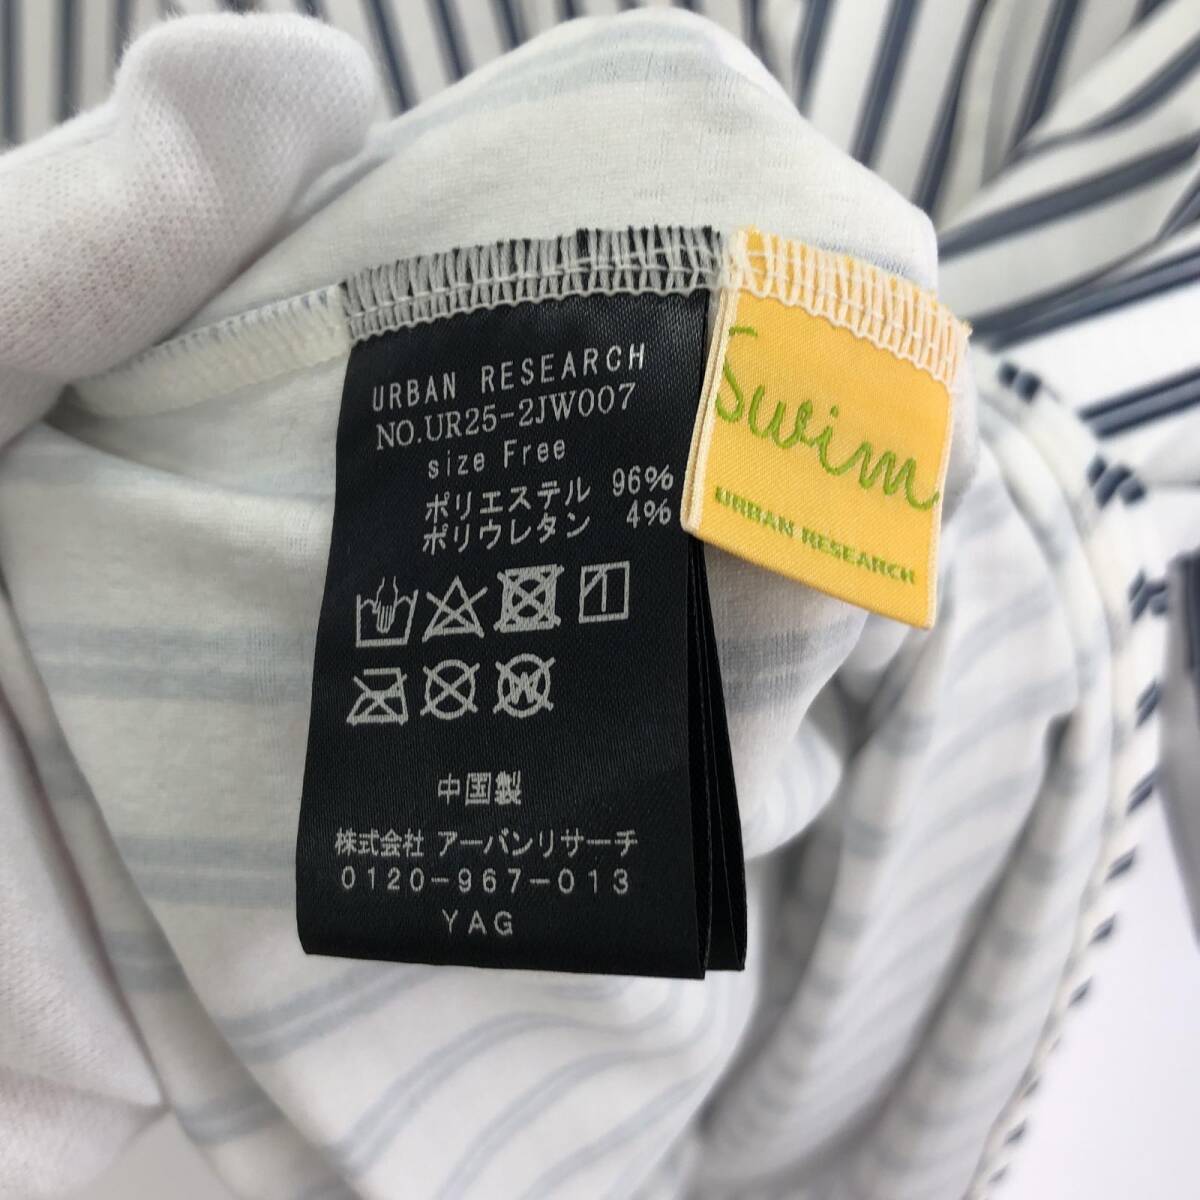 URBAN RESEARCH
NO.UR25-2JW007
size Free
ポリエステル 96%
ポリウレタン 4%
中国製
株式会社 アーバンリサーチ
0120-967-013
YAG
Swim
URBAN RESEARCH